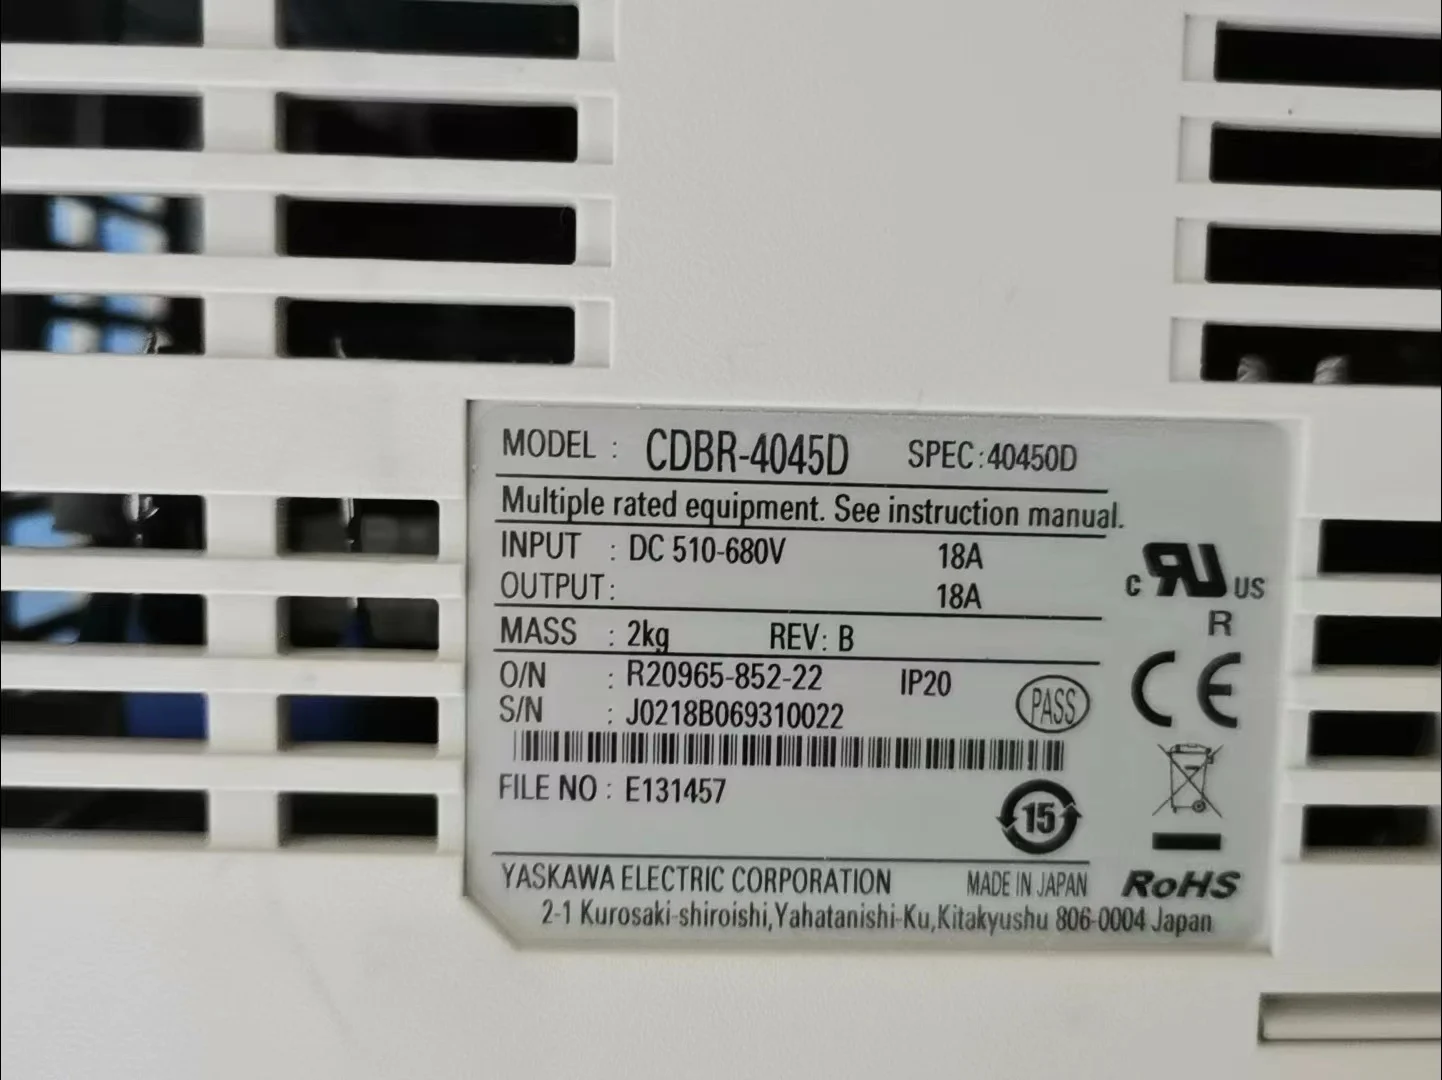 MODEL : CDBR-4045D SPEC:40450D
Multiple rated equipment. See instruction manual.
INPUT : DC 510-680V 18A
OUTPUT: 18A
c RU US
R
MASS : 2kg REV: B
O/N : R20965-852-22 IP20
S/N : J0218B069310022
PASS
CE
FILE NO : E131457
15
YASKAWA ELECTRIC CORPORATION MADE IN JAPAN
RoHS
2-1 Kurosaki-shiroishi,Yahatanishi-Ku,Kitakyushu 806-0004 Japan